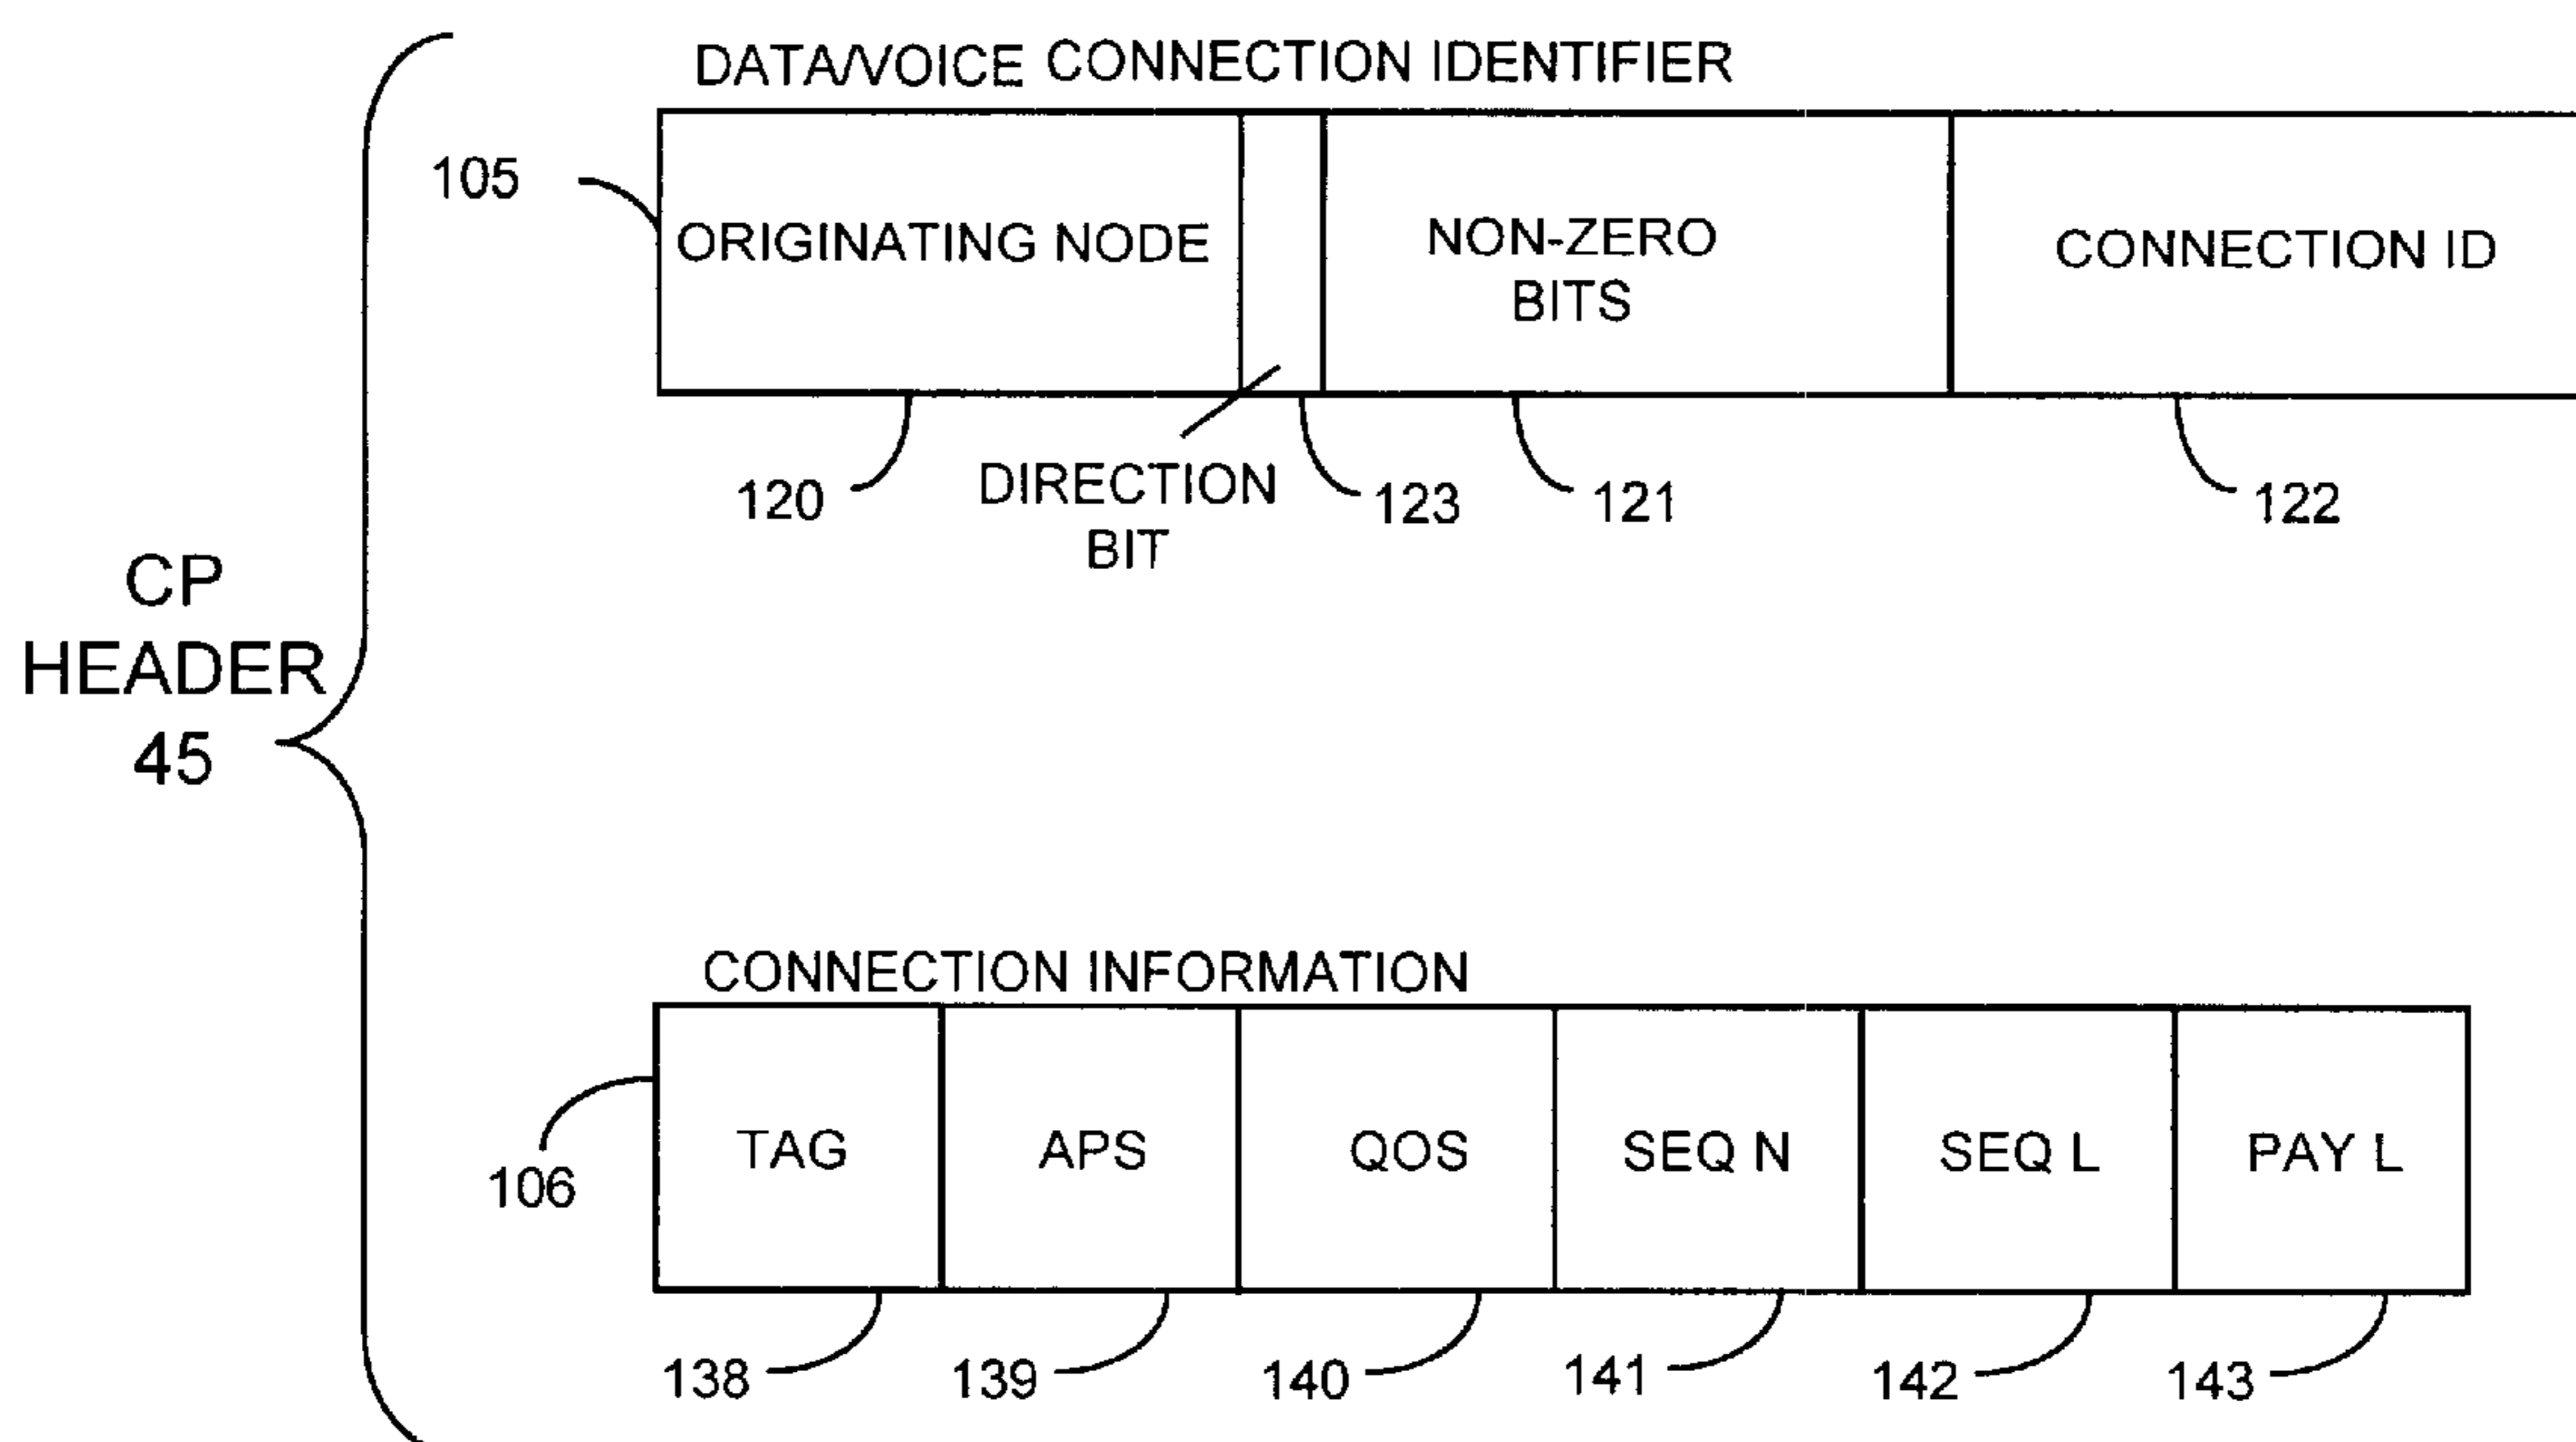 DATA/VOICE CONNECTION IDENTIFIER
105
ORIGINATING NODE
NON-ZERO
BITS
CONNECTION ID
120
DIRECTION
BIT
123
121
122
CP
HEADER
45
CONNECTION INFORMATION
106
TAG
APS
QOS
SEQ N
SEQ L
PAY L
138
139
140
141
142
143